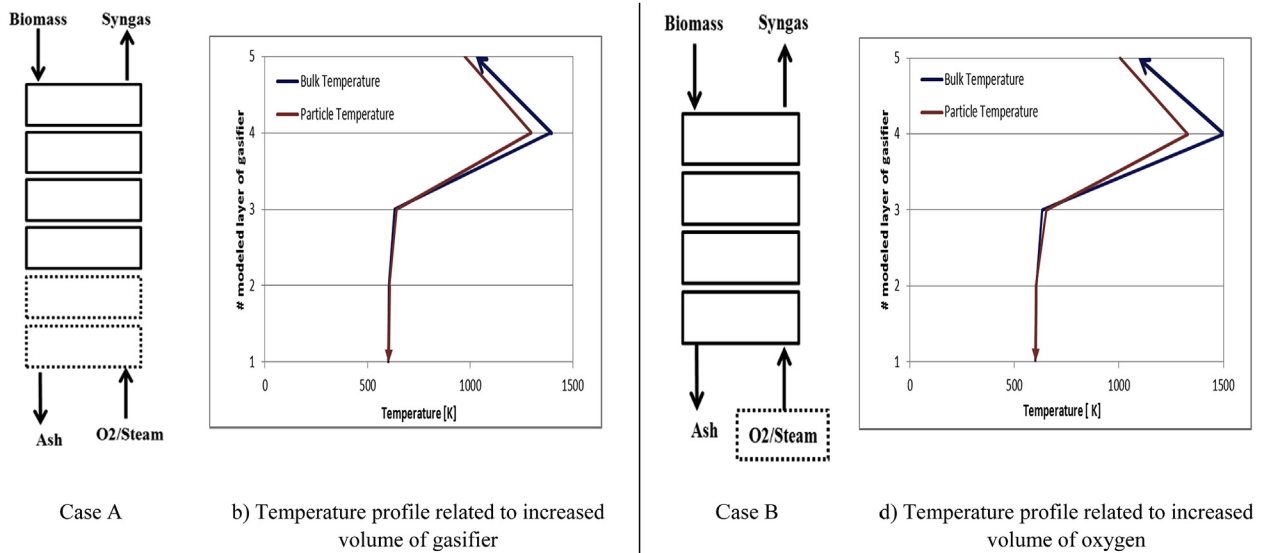 Biomass
Syngas
Ash
O2/Steam
Case A
# modeled layer of gasifier
5
4
3
2
1
Bulk Temperature
Particle Temperature
0
500
1000
1500
Temperature [K]
b) Temperature profile related to increased
volume of gasifier
Biomass
Syngas
Ash
O2/Steam
Case B
# modeled layer of gasifier
5
4
3
2
1
Bulk Temperature
Particle Temperature
0
500
1000
1500
Temperature [ K]
d) Temperature profile related to increased
volume of oxygen